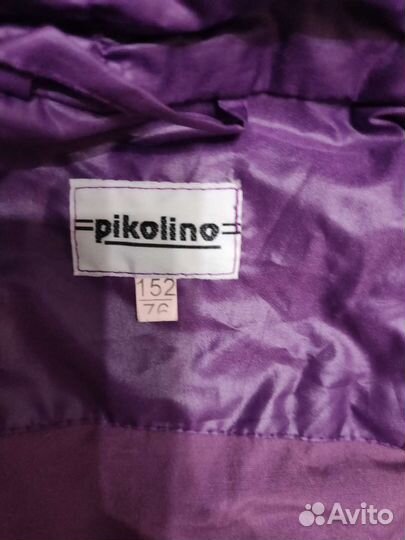 =pikolino=
152
76
Avito